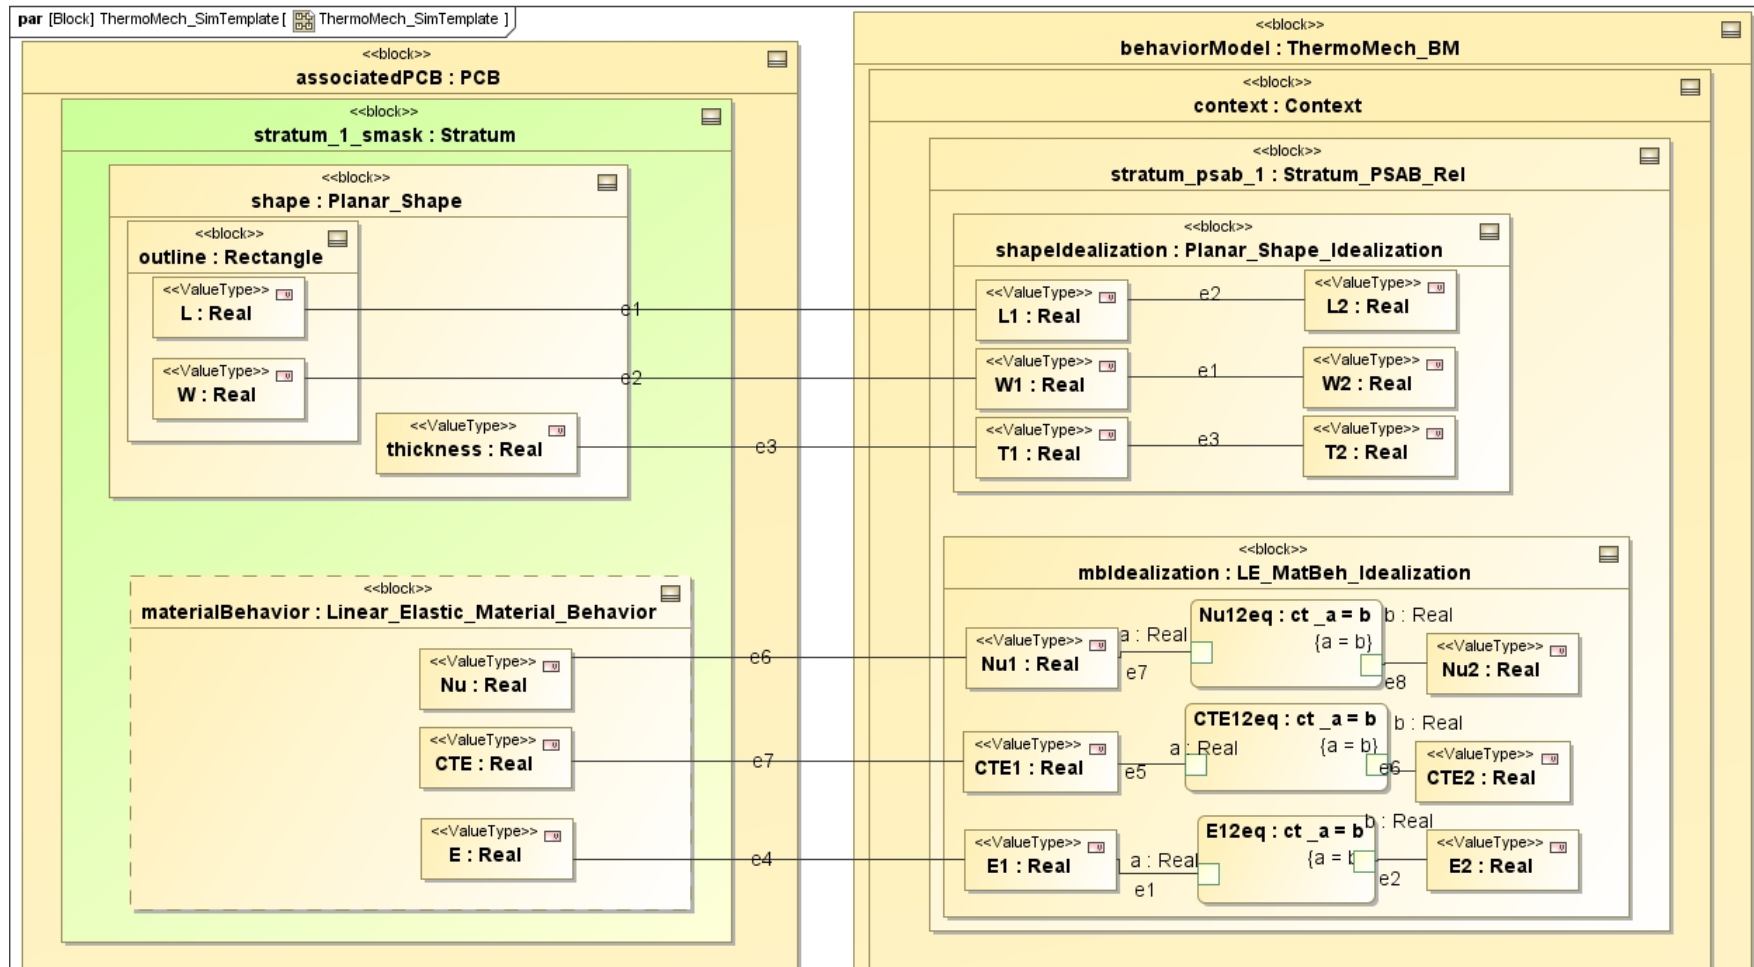 par [Block] ThermoMech_SimTemplate [ ThermoMech_SimTemplate ]
<<block>>
associatedPCB : PCB
<<block>>
stratum_1_smask : Stratum
<<block>>
shape : Planar_Shape
<<block>>
outline : Rectangle
<<ValueType>>
L : Real
<<ValueType>>
W : Real
<<ValueType>>
thickness : Real
e1
e2
e3
<<block>>
materialBehavior : Linear_Elastic_Material_Behavior
<<ValueType>>
Nu : Real
<<ValueType>>
CTE : Real
<<ValueType>>
E : Real
e6
e7
e4
<<block>>
behaviorModel : ThermoMech_BM
<<block>>
context : Context
<<block>>
stratum_psab_1 : Stratum_PSAB_Rel
<<block>>
shapeIdealization : Planar_Shape_Idealization
<<ValueType>>
L1 : Real
e2
<<ValueType>>
L2 : Real
<<ValueType>>
W1 : Real
e1
<<ValueType>>
W2 : Real
<<ValueType>>
T1 : Real
e3
<<ValueType>>
T2 : Real
<<block>>
mbIdealization : LE_MatBeh_Idealization
<<ValueType>>
Nu1 : Real
a : Real
e7
Nu12eq : ct _a = b
{a = b}
b : Real
e8
<<ValueType>>
Nu2 : Real
<<ValueType>>
CTE1 : Real
a : Real
e5
CTE12eq : ct _a = b
{a = b}
b : Real
e6
<<ValueType>>
CTE2 : Real
<<ValueType>>
E1 : Real
a : Real
e1
E12eq : ct _a = b
{a = b
b : Real
e2
<<ValueType>>
E2 : Real